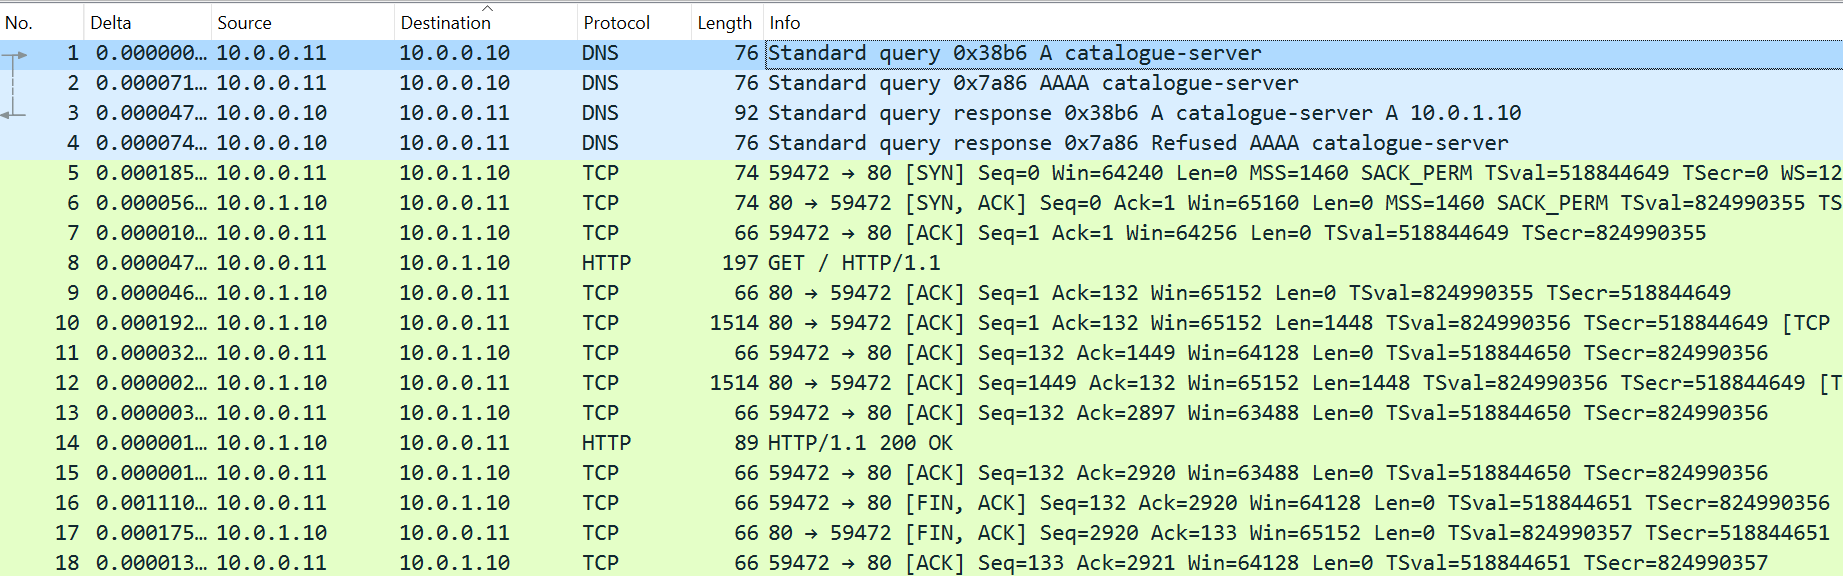 No. Delta Source Destination Protocol Length Info
1 0.000000… 10.0.0.11 10.0.0.10 DNS 76 Standard query 0x38b6 A catalogue-server
2 0.000071… 10.0.0.11 10.0.0.10 DNS 76 Standard query 0x7a86 AAAA catalogue-server
3 0.000047… 10.0.0.10 10.0.0.11 DNS 92 Standard query response 0x38b6 A catalogue-server A 10.0.1.10
4 0.000074… 10.0.0.10 10.0.0.11 DNS 76 Standard query response 0x7a86 Refused AAAA catalogue-server
5 0.000185… 10.0.0.11 10.0.1.10 TCP 74 59472 → 80 [SYN] Seq=0 Win=64240 Len=0 MSS=1460 SACK_PERM TSval=518844649 TSecr=0 WS=12
6 0.000056… 10.0.1.10 10.0.0.11 TCP 74 80 → 59472 [SYN, ACK] Seq=0 Ack=1 Win=65160 Len=0 MSS=1460 SACK_PERM TSval=824990355 TS
7 0.000010… 10.0.0.11 10.0.1.10 TCP 66 59472 → 80 [ACK] Seq=1 Ack=1 Win=64256 Len=0 TSval=518844649 TSecr=824990355
8 0.000047… 10.0.0.11 10.0.1.10 HTTP 197 GET / HTTP/1.1
9 0.000046… 10.0.1.10 10.0.0.11 TCP 66 80 → 59472 [ACK] Seq=1 Ack=132 Win=65152 Len=0 TSval=824990355 TSecr=518844649
10 0.000192… 10.0.1.10 10.0.0.11 TCP 1514 80 → 59472 [ACK] Seq=1 Ack=132 Win=65152 Len=1448 TSval=824990356 TSecr=518844649 [TCP
11 0.000032… 10.0.0.11 10.0.1.10 TCP 66 59472 → 80 [ACK] Seq=132 Ack=1449 Win=64128 Len=0 TSval=518844650 TSecr=824990356
12 0.000002… 10.0.1.10 10.0.0.11 TCP 1514 80 → 59472 [ACK] Seq=1449 Ack=132 Win=65152 Len=1448 TSval=824990356 TSecr=518844649 [T
13 0.000003… 10.0.0.11 10.0.1.10 TCP 66 59472 → 80 [ACK] Seq=132 Ack=2897 Win=63488 Len=0 TSval=518844650 TSecr=824990356
14 0.000001… 10.0.1.10 10.0.0.11 HTTP 89 HTTP/1.1 200 OK
15 0.000001… 10.0.0.11 10.0.1.10 TCP 66 59472 → 80 [ACK] Seq=132 Ack=2920 Win=63488 Len=0 TSval=518844650 TSecr=824990356
16 0.001110… 10.0.0.11 10.0.1.10 TCP 66 59472 → 80 [FIN, ACK] Seq=132 Ack=2920 Win=64128 Len=0 TSval=518844651 TSecr=824990356
17 0.000175… 10.0.1.10 10.0.0.11 TCP 66 80 → 59472 [FIN, ACK] Seq=2920 Ack=133 Win=65152 Len=0 TSval=824990357 TSecr=518844651
18 0.000013… 10.0.0.11 10.0.1.10 TCP 66 59472 → 80 [ACK] Seq=133 Ack=2921 Win=64128 Len=0 TSval=518844651 TSecr=824990357